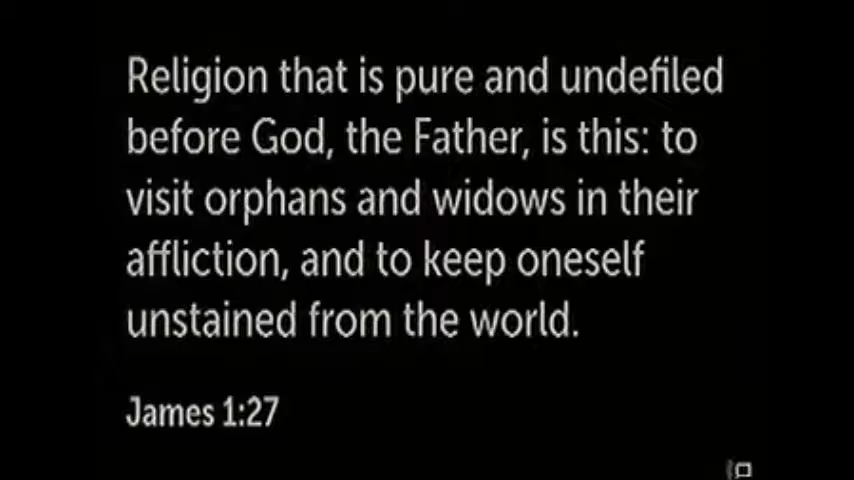 Religion that is pure and undefiled
before God, the Father, is this: to
visit orphans and widows in their
affliction, and to keep oneself
unstained from the world.
James 1:27